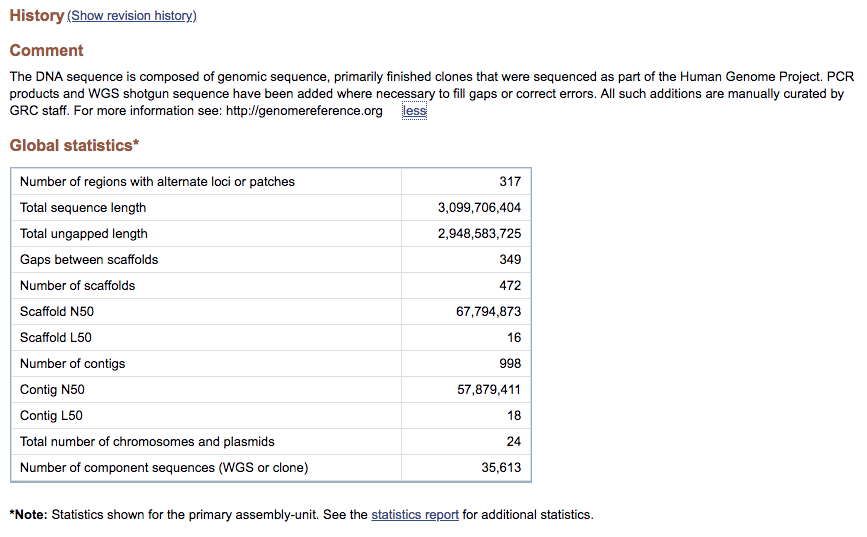 History (Show revision history)
Comment
The DNA sequence is composed of genomic sequence, primarily finished clones that were sequenced as part of the Human Genome Project. PCR
products and WGS shotgun sequence have been added where necessary to fill gaps or correct errors. All such additions are manually curated by
GRC staff. For more information see: http://genomereference.org less
Global statistics*
Number of regions with alternate loci or patches 317
Total sequence length 3,099,706,404
Total ungapped length 2,948,583,725
Gaps between scaffolds 349
Number of scaffolds 472
Scaffold N50 67,794,873
Scaffold L50 16
Number of contigs 998
Contig N50 57,879,411
Contig L50 18
Total number of chromosomes and plasmids 24
Number of component sequences (WGS or clone) 35,613
*Note: Statistics shown for the primary assembly-unit. See the statistics report for additional statistics.